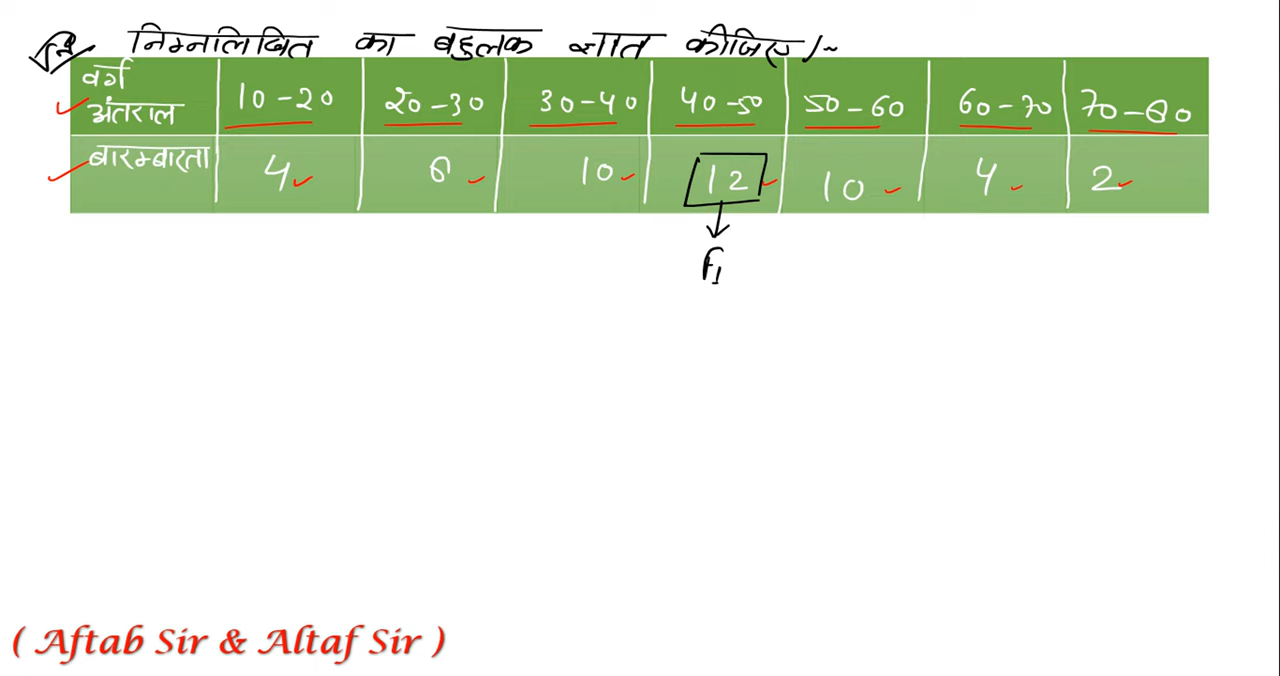 प्रश्न निम्नलिखित का बहुलक ज्ञात कीजिए।~
वर्ग अंतराल 10-20 20-30 30-40 40-50 50-60 60-70 70-80
बारम्बारता 4 8 10 12 10 4 2
F1
( Aftab Sir & Altaf Sir )